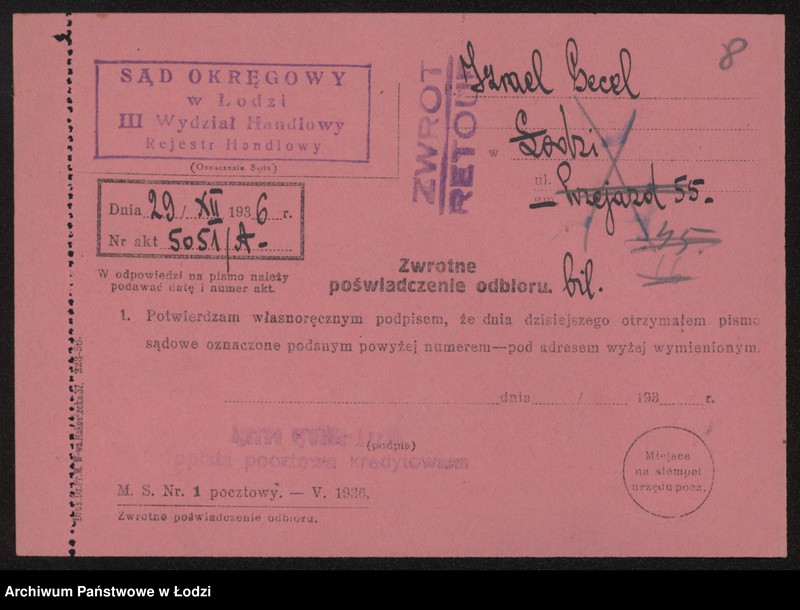 8
SĄD OKRĘGOWY
w Łodzi
III Wydział Handlowy
Rejestr Handlowy
(Oznaczenie Sądu)
ZWROT
RETOUR
Szmel Becel
w Łodzi
ul.
Przejazd 55.
Dnia 29/XII 1936 r.
Nr akt 5051/A-
W odpowiedzi na pismo należy
podawać datę i numer akt.
Zwrotne
poświadczenie odbioru. bil.
1. Potwierdzam własnoręcznym podpisem, że dnia dzisiejszego otrzymałem pismo
sądowe oznaczone podanym powyżej numerem—pod adresem wyżej wymienionym.
dnia / 193 r.
(podpis)
opłata pocztowa kredytowana
Miejsce
na stempel
urzędu pocz.
M. S. Nr. 1 pocztowy. — V. 1936.
Zwrotne poświadczenie odbioru.
Archiwum Państwowe w Łodzi